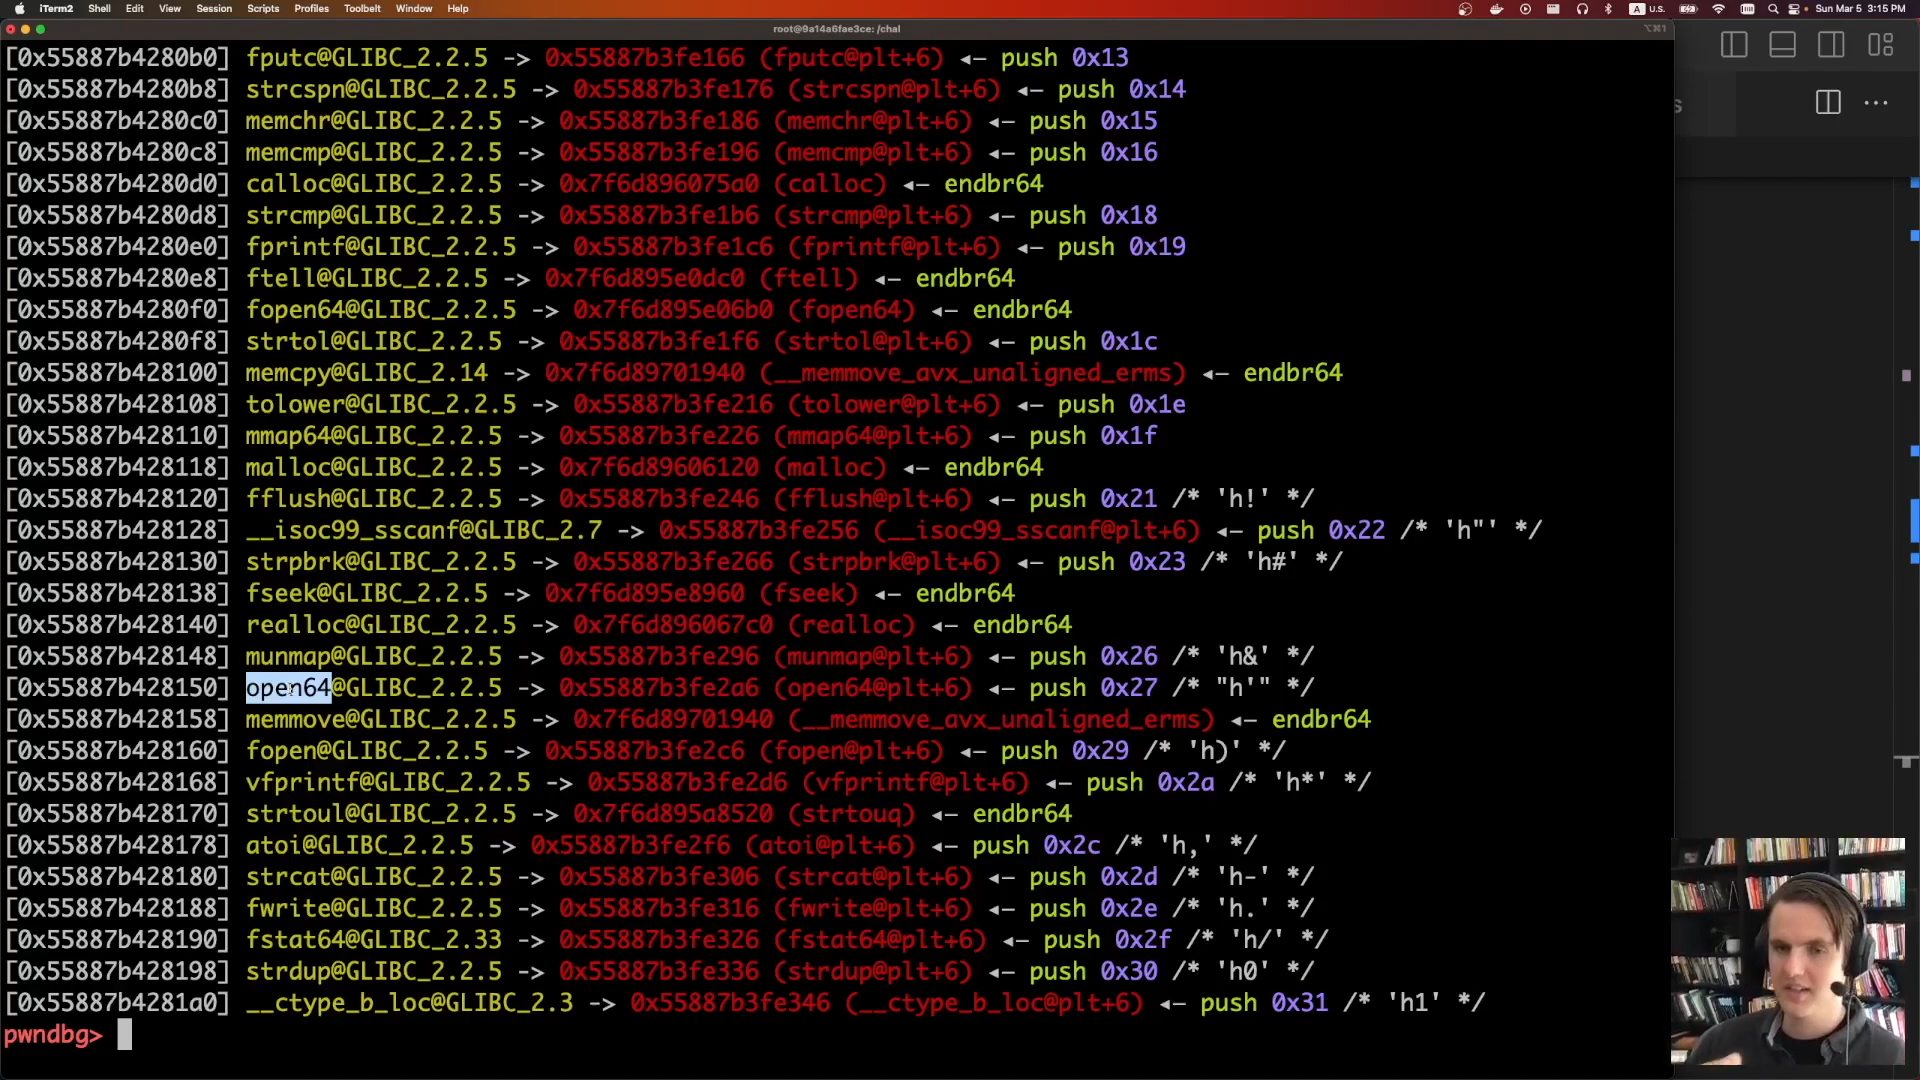 iTerm2 Shell Edit View Session Scripts Profiles Toolbelt Window Help
A U.S. Sun Mar 5 3:15 PM
root@9a14a6fae3ce: /chal
⌥⌘1
[0x55887b4280b0] fputc@GLIBC_2.2.5 -> 0x55887b3fe166 (fputc@plt+6) ◂— push 0x13
[0x55887b4280b8] strcspn@GLIBC_2.2.5 -> 0x55887b3fe176 (strcspn@plt+6) ◂— push 0x14
[0x55887b4280c0] memchr@GLIBC_2.2.5 -> 0x55887b3fe186 (memchr@plt+6) ◂— push 0x15
[0x55887b4280c8] memcmp@GLIBC_2.2.5 -> 0x55887b3fe196 (memcmp@plt+6) ◂— push 0x16
[0x55887b4280d0] calloc@GLIBC_2.2.5 -> 0x7f6d896075a0 (calloc) ◂— endbr64
[0x55887b4280d8] strcmp@GLIBC_2.2.5 -> 0x55887b3fe1b6 (strcmp@plt+6) ◂— push 0x18
[0x55887b4280e0] fprintf@GLIBC_2.2.5 -> 0x55887b3fe1c6 (fprintf@plt+6) ◂— push 0x19
[0x55887b4280e8] ftell@GLIBC_2.2.5 -> 0x7f6d895e0dc0 (ftell) ◂— endbr64
[0x55887b4280f0] fopen64@GLIBC_2.2.5 -> 0x7f6d895e06b0 (fopen64) ◂— endbr64
[0x55887b4280f8] strtol@GLIBC_2.2.5 -> 0x55887b3fe1f6 (strtol@plt+6) ◂— push 0x1c
[0x55887b428100] memcpy@GLIBC_2.14 -> 0x7f6d89701940 (__memmove_avx_unaligned_erms) ◂— endbr64
[0x55887b428108] tolower@GLIBC_2.2.5 -> 0x55887b3fe216 (tolower@plt+6) ◂— push 0x1e
[0x55887b428110] mmap64@GLIBC_2.2.5 -> 0x55887b3fe226 (mmap64@plt+6) ◂— push 0x1f
[0x55887b428118] malloc@GLIBC_2.2.5 -> 0x7f6d89606120 (malloc) ◂— endbr64
[0x55887b428120] fflush@GLIBC_2.2.5 -> 0x55887b3fe246 (fflush@plt+6) ◂— push 0x21 /* 'h!' */
[0x55887b428128] __isoc99_sscanf@GLIBC_2.7 -> 0x55887b3fe256 (__isoc99_sscanf@plt+6) ◂— push 0x22 /* 'h"' */
[0x55887b428130] strpbrk@GLIBC_2.2.5 -> 0x55887b3fe266 (strpbrk@plt+6) ◂— push 0x23 /* 'h#' */
[0x55887b428138] fseek@GLIBC_2.2.5 -> 0x7f6d895e8960 (fseek) ◂— endbr64
[0x55887b428140] realloc@GLIBC_2.2.5 -> 0x7f6d896067c0 (realloc) ◂— endbr64
[0x55887b428148] munmap@GLIBC_2.2.5 -> 0x55887b3fe296 (munmap@plt+6) ◂— push 0x26 /* 'h&' */
[0x55887b428150] open64@GLIBC_2.2.5 -> 0x55887b3fe2a6 (open64@plt+6) ◂— push 0x27 /* "h'" */
[0x55887b428158] memmove@GLIBC_2.2.5 -> 0x7f6d89701940 (__memmove_avx_unaligned_erms) ◂— endbr64
[0x55887b428160] fopen@GLIBC_2.2.5 -> 0x55887b3fe2c6 (fopen@plt+6) ◂— push 0x29 /* 'h)' */
[0x55887b428168] vfprintf@GLIBC_2.2.5 -> 0x55887b3fe2d6 (vfprintf@plt+6) ◂— push 0x2a /* 'h*' */
[0x55887b428170] strtoul@GLIBC_2.2.5 -> 0x7f6d895a8520 (strtouq) ◂— endbr64
[0x55887b428178] atoi@GLIBC_2.2.5 -> 0x55887b3fe2f6 (atoi@plt+6) ◂— push 0x2c /* 'h,' */
[0x55887b428180] strcat@GLIBC_2.2.5 -> 0x55887b3fe306 (strcat@plt+6) ◂— push 0x2d /* 'h-' */
[0x55887b428188] fwrite@GLIBC_2.2.5 -> 0x55887b3fe316 (fwrite@plt+6) ◂— push 0x2e /* 'h.' */
[0x55887b428190] fstat64@GLIBC_2.33 -> 0x55887b3fe326 (fstat64@plt+6) ◂— push 0x2f /* 'h/' */
[0x55887b428198] strdup@GLIBC_2.2.5 -> 0x55887b3fe336 (strdup@plt+6) ◂— push 0x30 /* 'h0' */
[0x55887b4281a0] __ctype_b_loc@GLIBC_2.3 -> 0x55887b3fe346 (__ctype_b_loc@plt+6) ◂— push 0x31 /* 'h1' */
pwndbg>